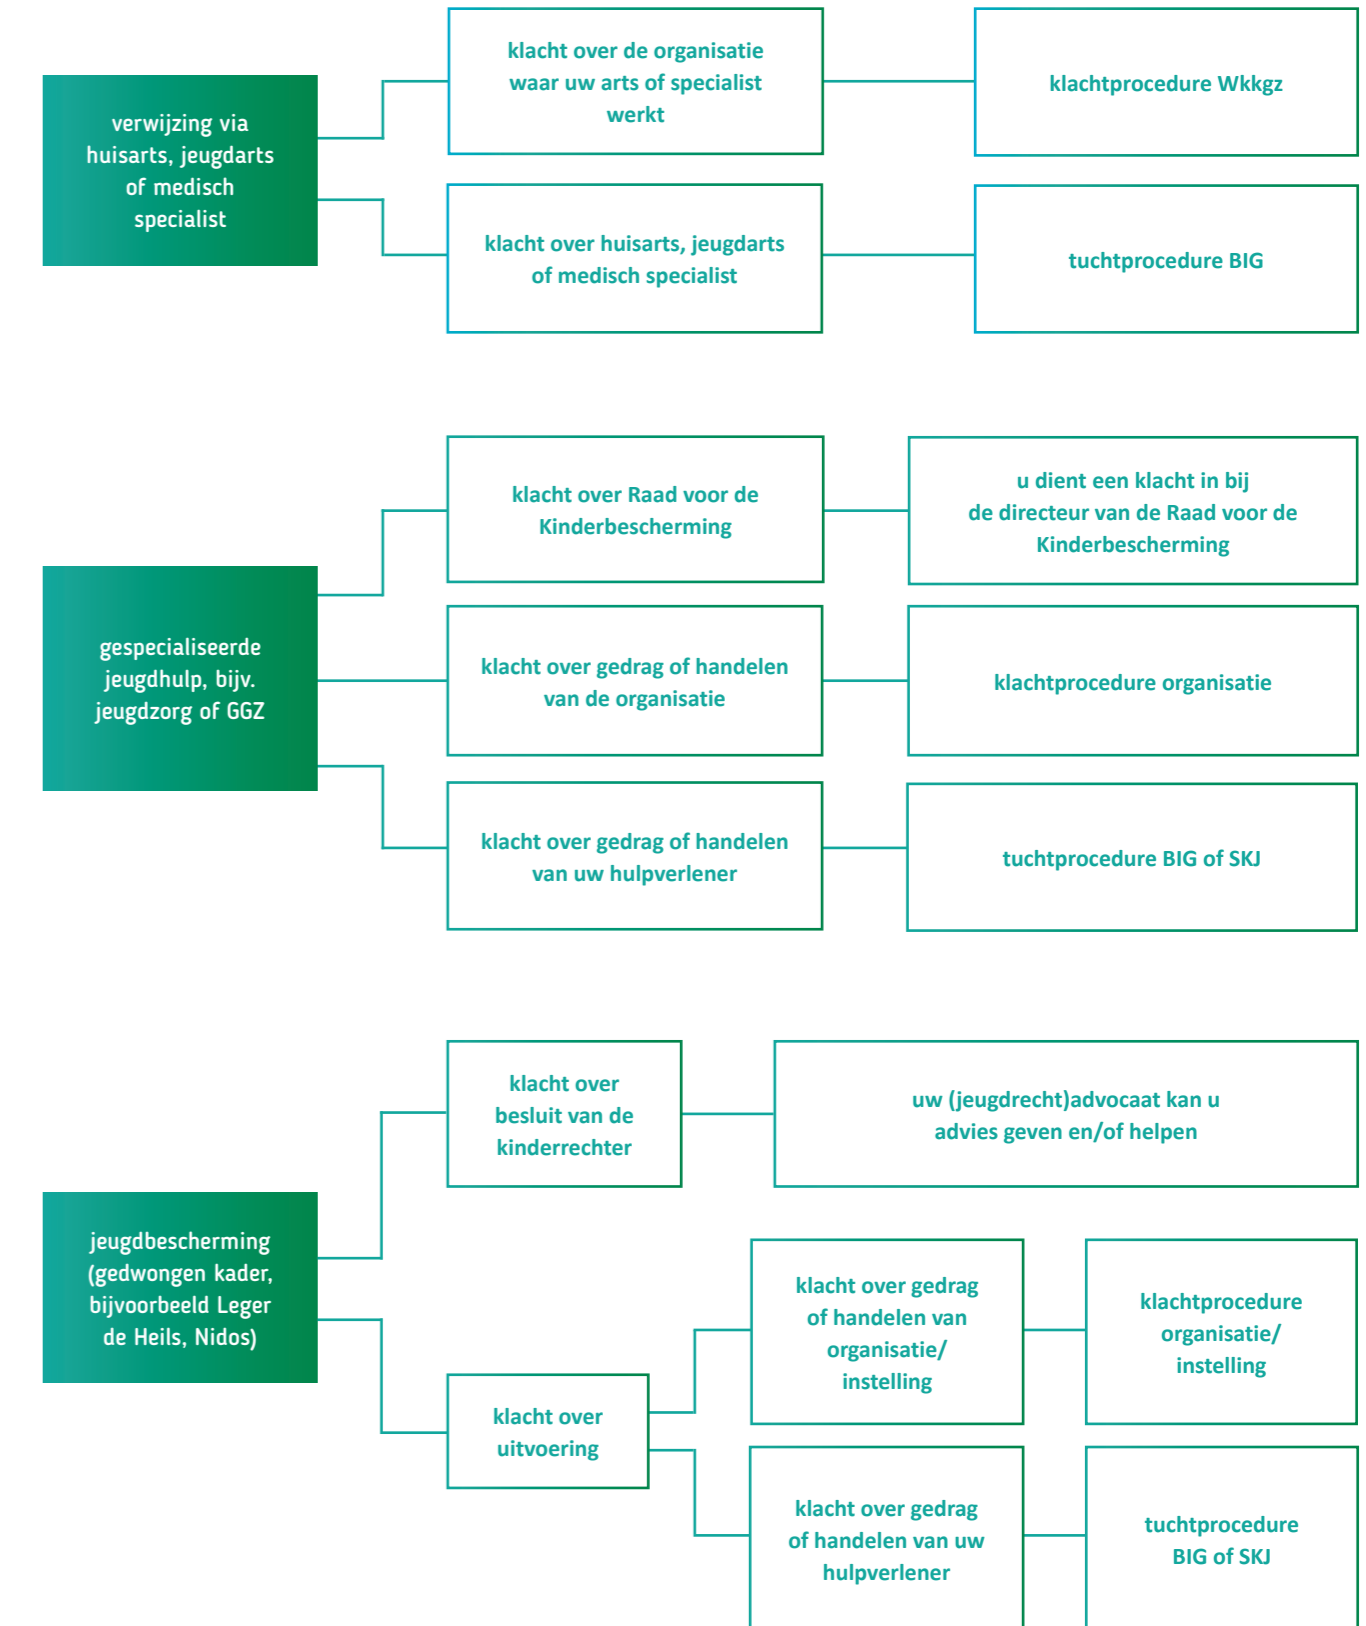 verwijzing via
huisarts, jeugdarts
of medisch
specialist
klacht over de organisatie
waar uw arts of specialist
werkt
klachtprocedure Wkkgz
klacht over huisarts, jeugdarts
of medisch specialist
tuchtprocedure BIG
gespecialiseerde
jeugdhulp, bijv.
jeugdzorg of GGZ
klacht over Raad voor de
Kinderbescherming
u dient een klacht in bij
de directeur van de Raad voor de
Kinderbescherming
klacht over gedrag of handelen
van de organisatie
klachtprocedure organisatie
klacht over gedrag of handelen
van uw hulpverlener
tuchtprocedure BIG of SKJ
jeugdbescherming
(gedwongen kader,
bijvoorbeeld Leger
de Heils, Nidos)
klacht over
besluit van de
kinderrechter
uw (jeugdrecht)advocaat kan u
advies geven en/of helpen
klacht over
uitvoering
klacht over gedrag
of handelen van
organisatie/
instelling
klachtprocedure
organisatie/
instelling
klacht over gedrag
of handelen van uw
hulpverlener
tuchtprocedure
BIG of SKJ